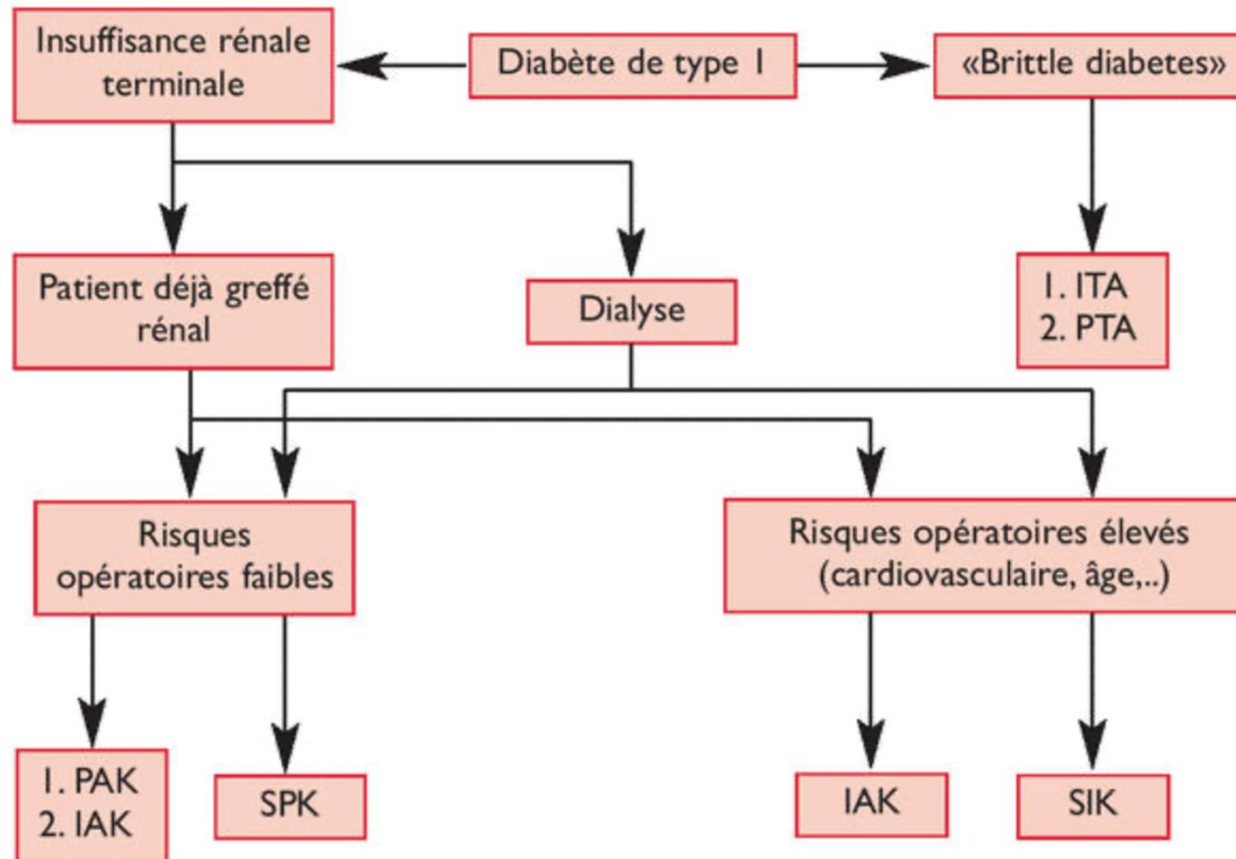 Insuffisance rénale
terminale
Diabète de type I
«Brittle diabetes»
Patient déjà greffé
rénal
Dialyse
1. ITA
2. PTA
Risques
opératoires faibles
Risques opératoires élevés
(cardiovasculaire, âge,..)
1. PAK
2. IAK
SPK
IAK
SIK